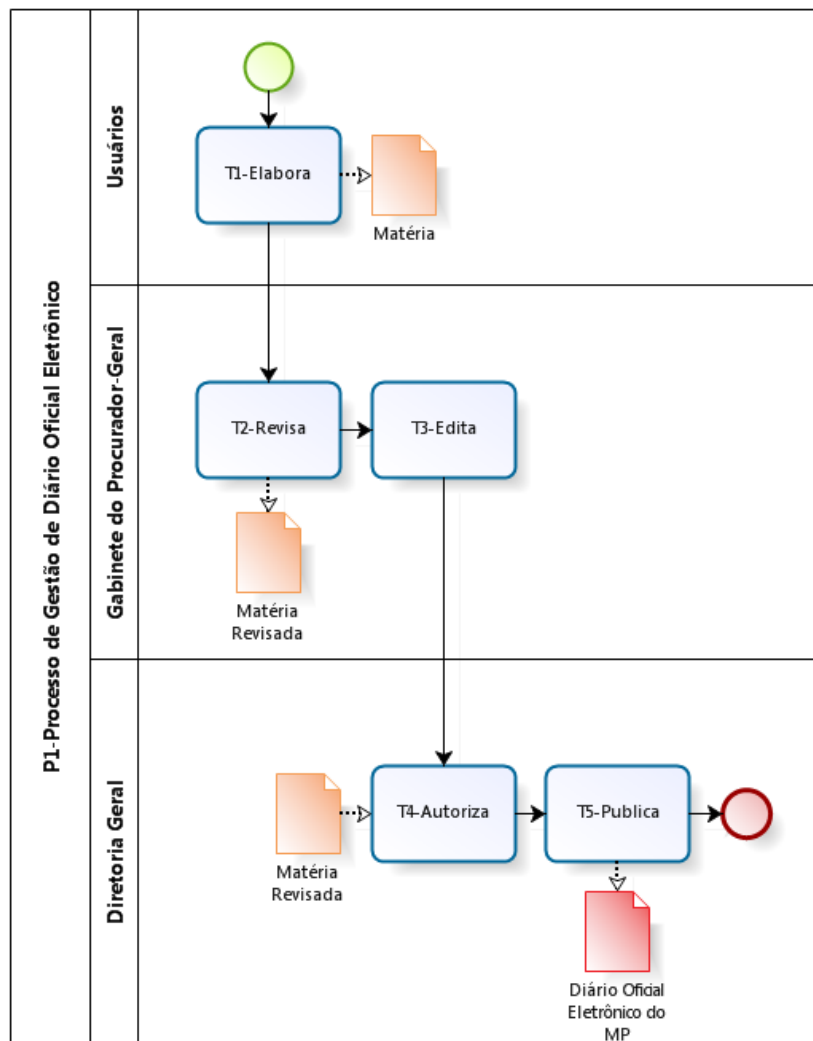 P1-Processo de Gestão de Diário Oficial Eletrônico
Usuários
T1-Elabora
Matéria
Gabinete do Procurador-Geral
T2-Revisa
T3-Edita
Matéria
Revisada
Diretoria Geral
T4-Autoriza
T5-Publica
Matéria
Revisada
Diário Oficial
Eletrônico do
MP